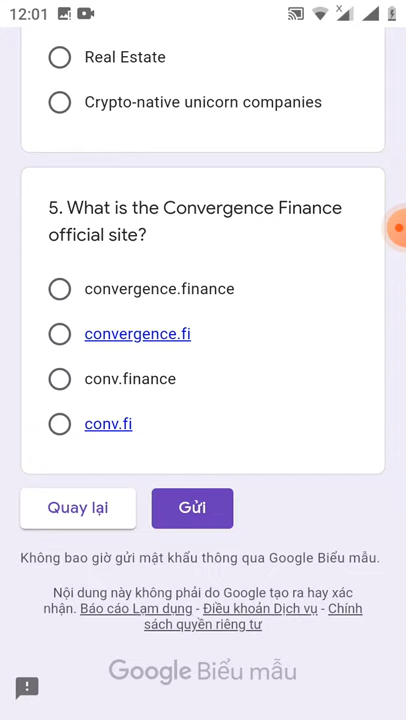 12:01
x
Real Estate
Crypto-native unicorn companies
5. What is the Convergence Finance
official site?
convergence.finance
convergence.fi
conv.finance
conv.fi
Quay lại
Gửi
Không bao giờ gửi mật khẩu thông qua Google Biểu mẫu.
Nội dung này không phải do Google tạo ra hay xác
nhận. Báo cáo Lạm dụng - Điều khoản Dịch vụ - Chính
sách quyền riêng tư
Google Biểu mẫu